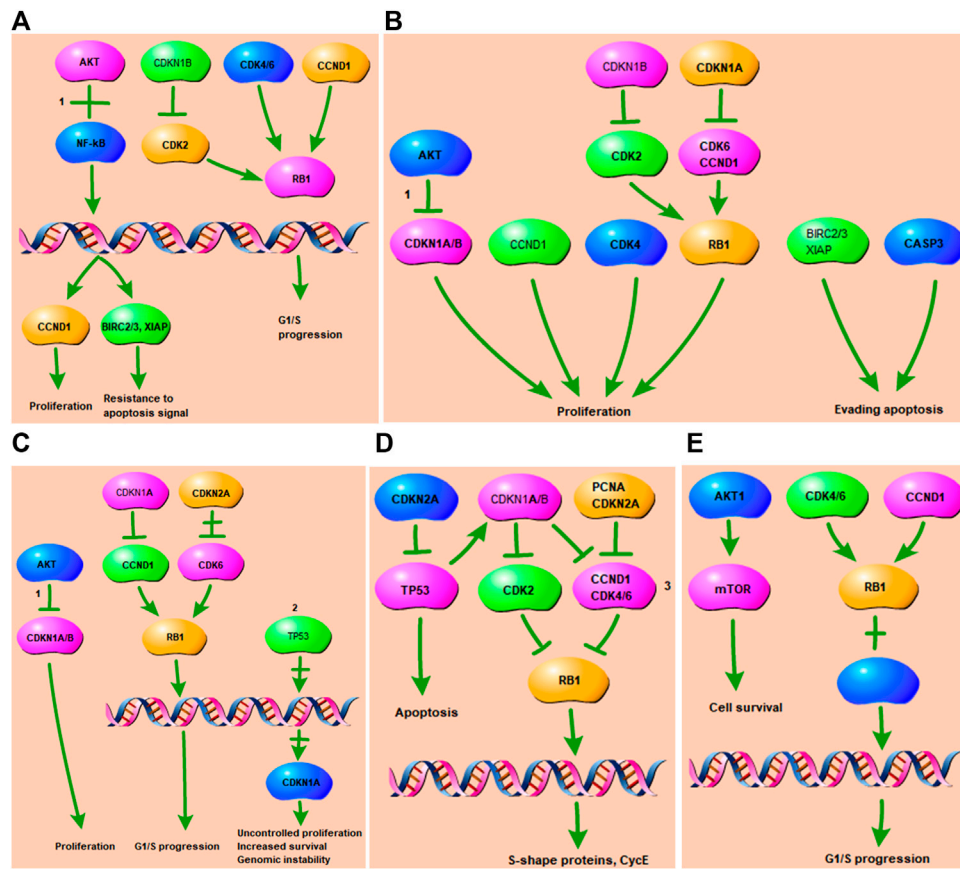 A
AKT
CDKN1B
CDK4/6
CCND1
1
NF-kB
CDK2
RB1
CCND1
BIRC2/3, XIAP
G1/S
progression
Proliferation
Resistance to
apoptosis signal
B
CDKN1B
CDKN1A
AKT
CDK2
CDK6
CCND1
1
CDKN1A/B
CCND1
CDK4
RB1
BIRC2/3
XIAP
CASP3
Proliferation
Evading apoptosis
C
CDKN1A
CDKN2A
AKT
CCND1
CDK6
1
2
CDKN1A/B
RB1
TP53
CDKN1A
Proliferation
G1/S progression
Uncontrolled proliferation
Increased survival
Genomic instability
D
CDKN2A
CDKN1A/B
PCNA
CDKN2A
TP53
CDK2
CCND1
CDK4/6
3
RB1
Apoptosis
S-shape proteins, CycE
E
AKT1
CDK4/6
CCND1
mTOR
RB1
Cell survival
G1/S progression